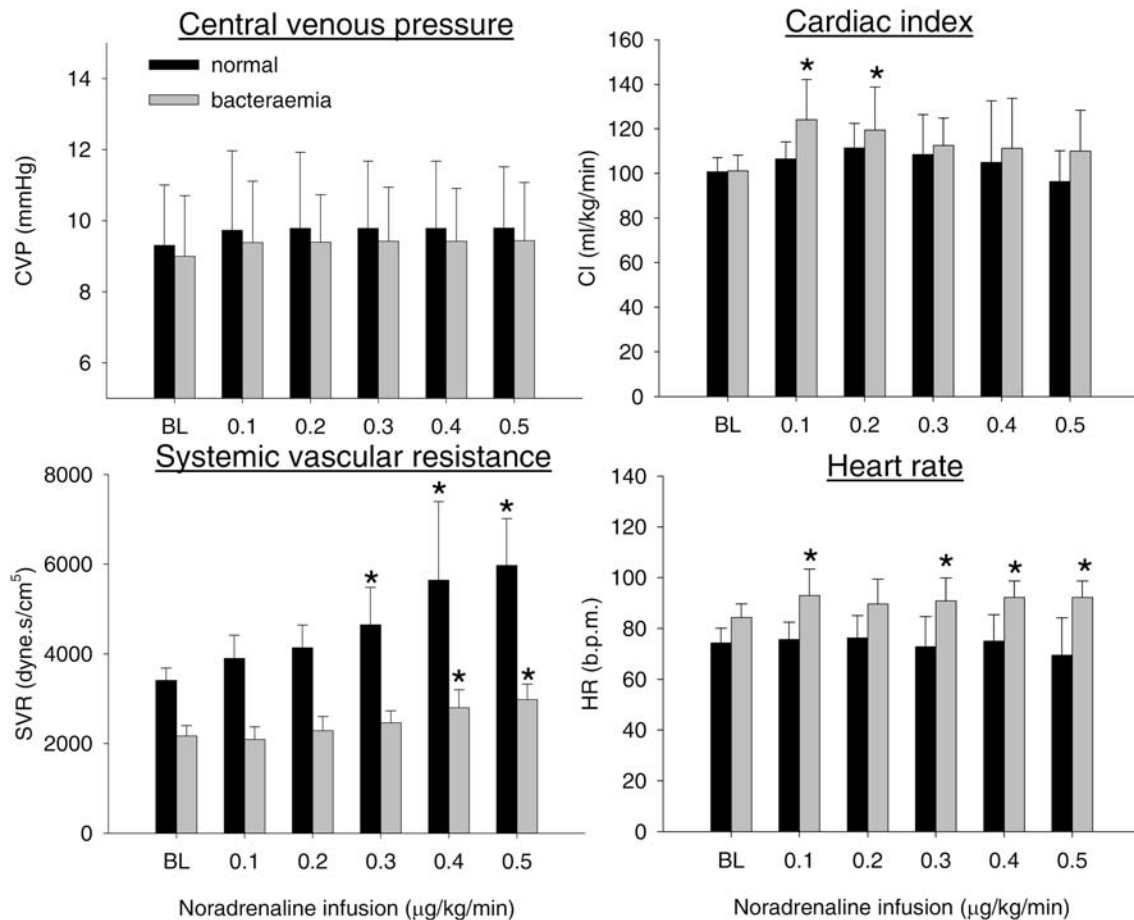 Central venous pressure
normal
bacteraemia
14
12
10
8
6
CVP (mmHg)
BL 0.1 0.2 0.3 0.4 0.5
Cardiac index
160
140
120
100
80
60
40
20
0
CI (ml/kg/min)
* *
BL 0.1 0.2 0.3 0.4 0.5
Systemic vascular resistance
8000
6000
4000
2000
0
SVR (dyne.s/cm⁵)
* * *
* *
BL 0.1 0.2 0.3 0.4 0.5
Noradrenaline infusion (μg/kg/min)
Heart rate
140
120
100
80
60
40
20
0
HR (b.p.m.)
* * * *
BL 0.1 0.2 0.3 0.4 0.5
Noradrenaline infusion (μg/kg/min)